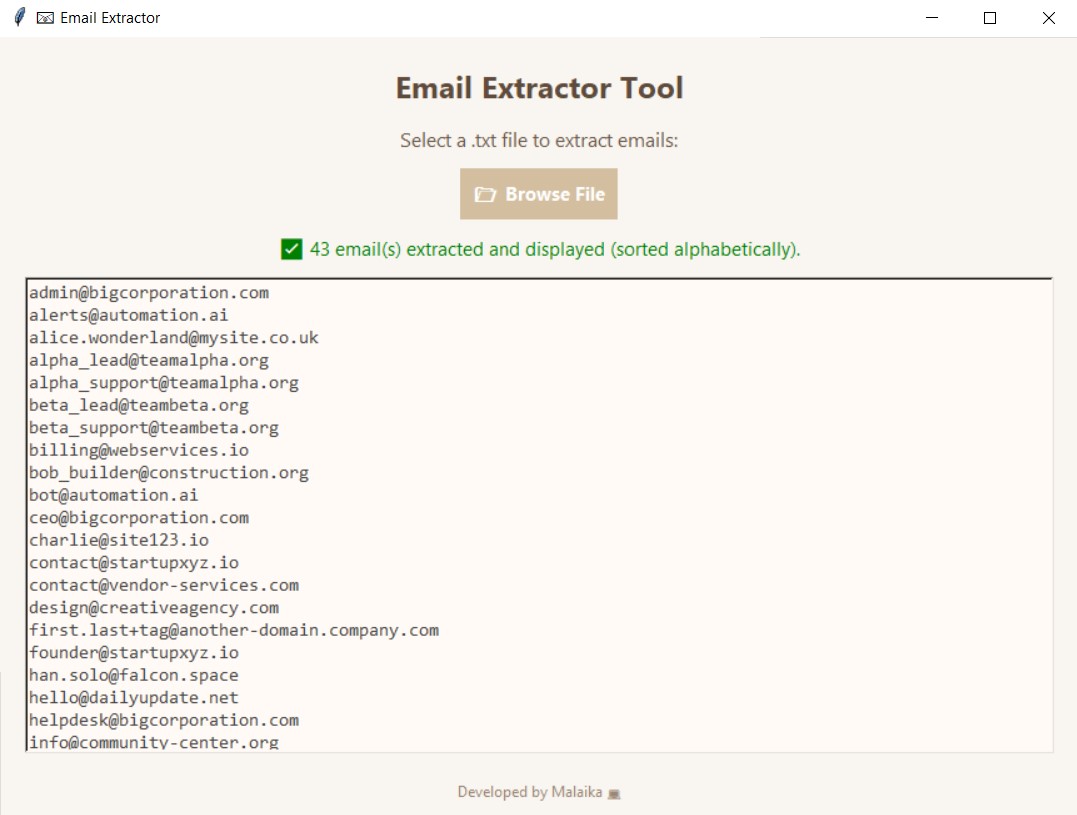 Email Extractor
Email Extractor Tool
Select a .txt file to extract emails:
Browse File
43 email(s) extracted and displayed (sorted alphabetically).
admin@bigcorporation.com
alerts@automation.ai
alice.wonderland@mysite.co.uk
alpha_lead@teamalpha.org
alpha_support@teamalpha.org
beta_lead@teambeta.org
beta_support@teambeta.org
billing@webservices.io
bob_builder@construction.org
bot@automation.ai
ceo@bigcorporation.com
charlie@site123.io
contact@startupxyz.io
contact@vendor-services.com
design@creativeagency.com
first.last+tag@another-domain.company.com
founder@startupxyz.io
han.solo@falcon.space
hello@dailyupdate.net
helpdesk@bigcorporation.com
info@community-center.org
Developed by Malaika